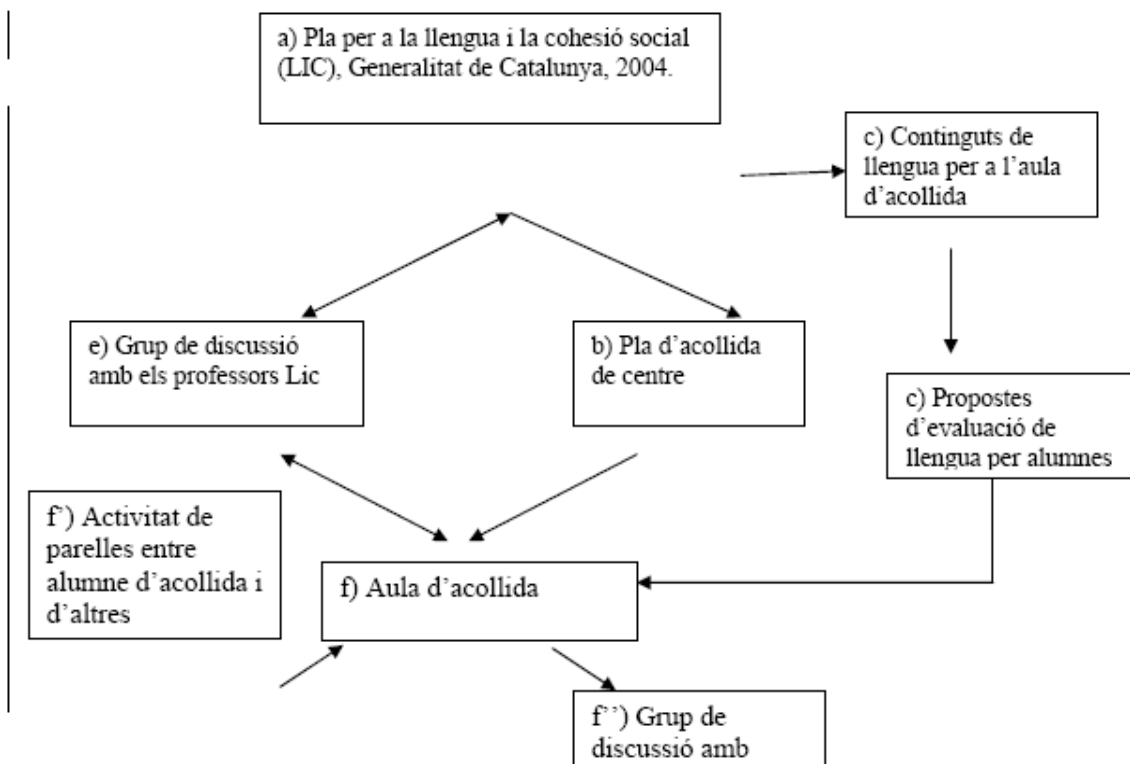 a) Pla per a la llengua i la cohesió social
(LIC), Generalitat de Catalunya, 2004.
c) Continguts de
llengua per a l’aula
d’acollida
e) Grup de discussió
amb els professors Lic
b) Pla d’acollida
de centre
c) Propostes
d’evaluació de
llengua per alumnes
f’) Activitat de
parelles entre
alumne d’acollida i
d’altres
f) Aula d’acollida
f’’) Grup de
discussió amb